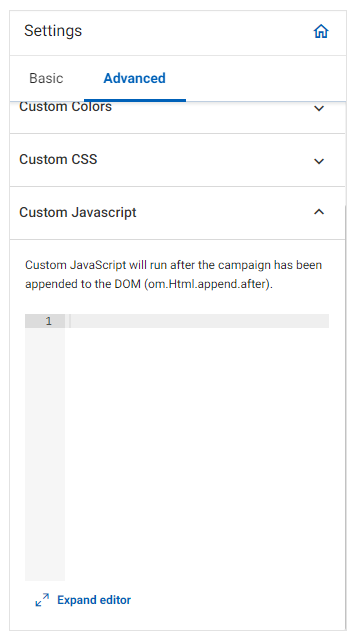 Settings
Basic Advanced
Custom Colors
Custom CSS
Custom Javascript
Custom JavaScript will run after the campaign has been
appended to the DOM (om.Html.append.after).
1
Expand editor